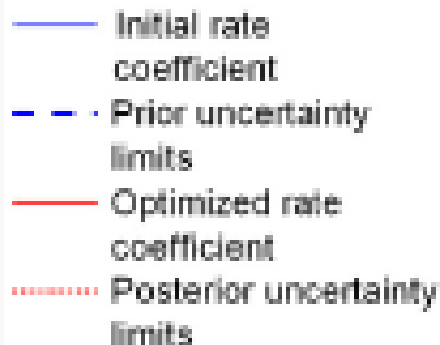 Initial rate
coefficient
Prior uncertainty
limits
Optimized rate
coefficient
Posterior uncertainty
limits